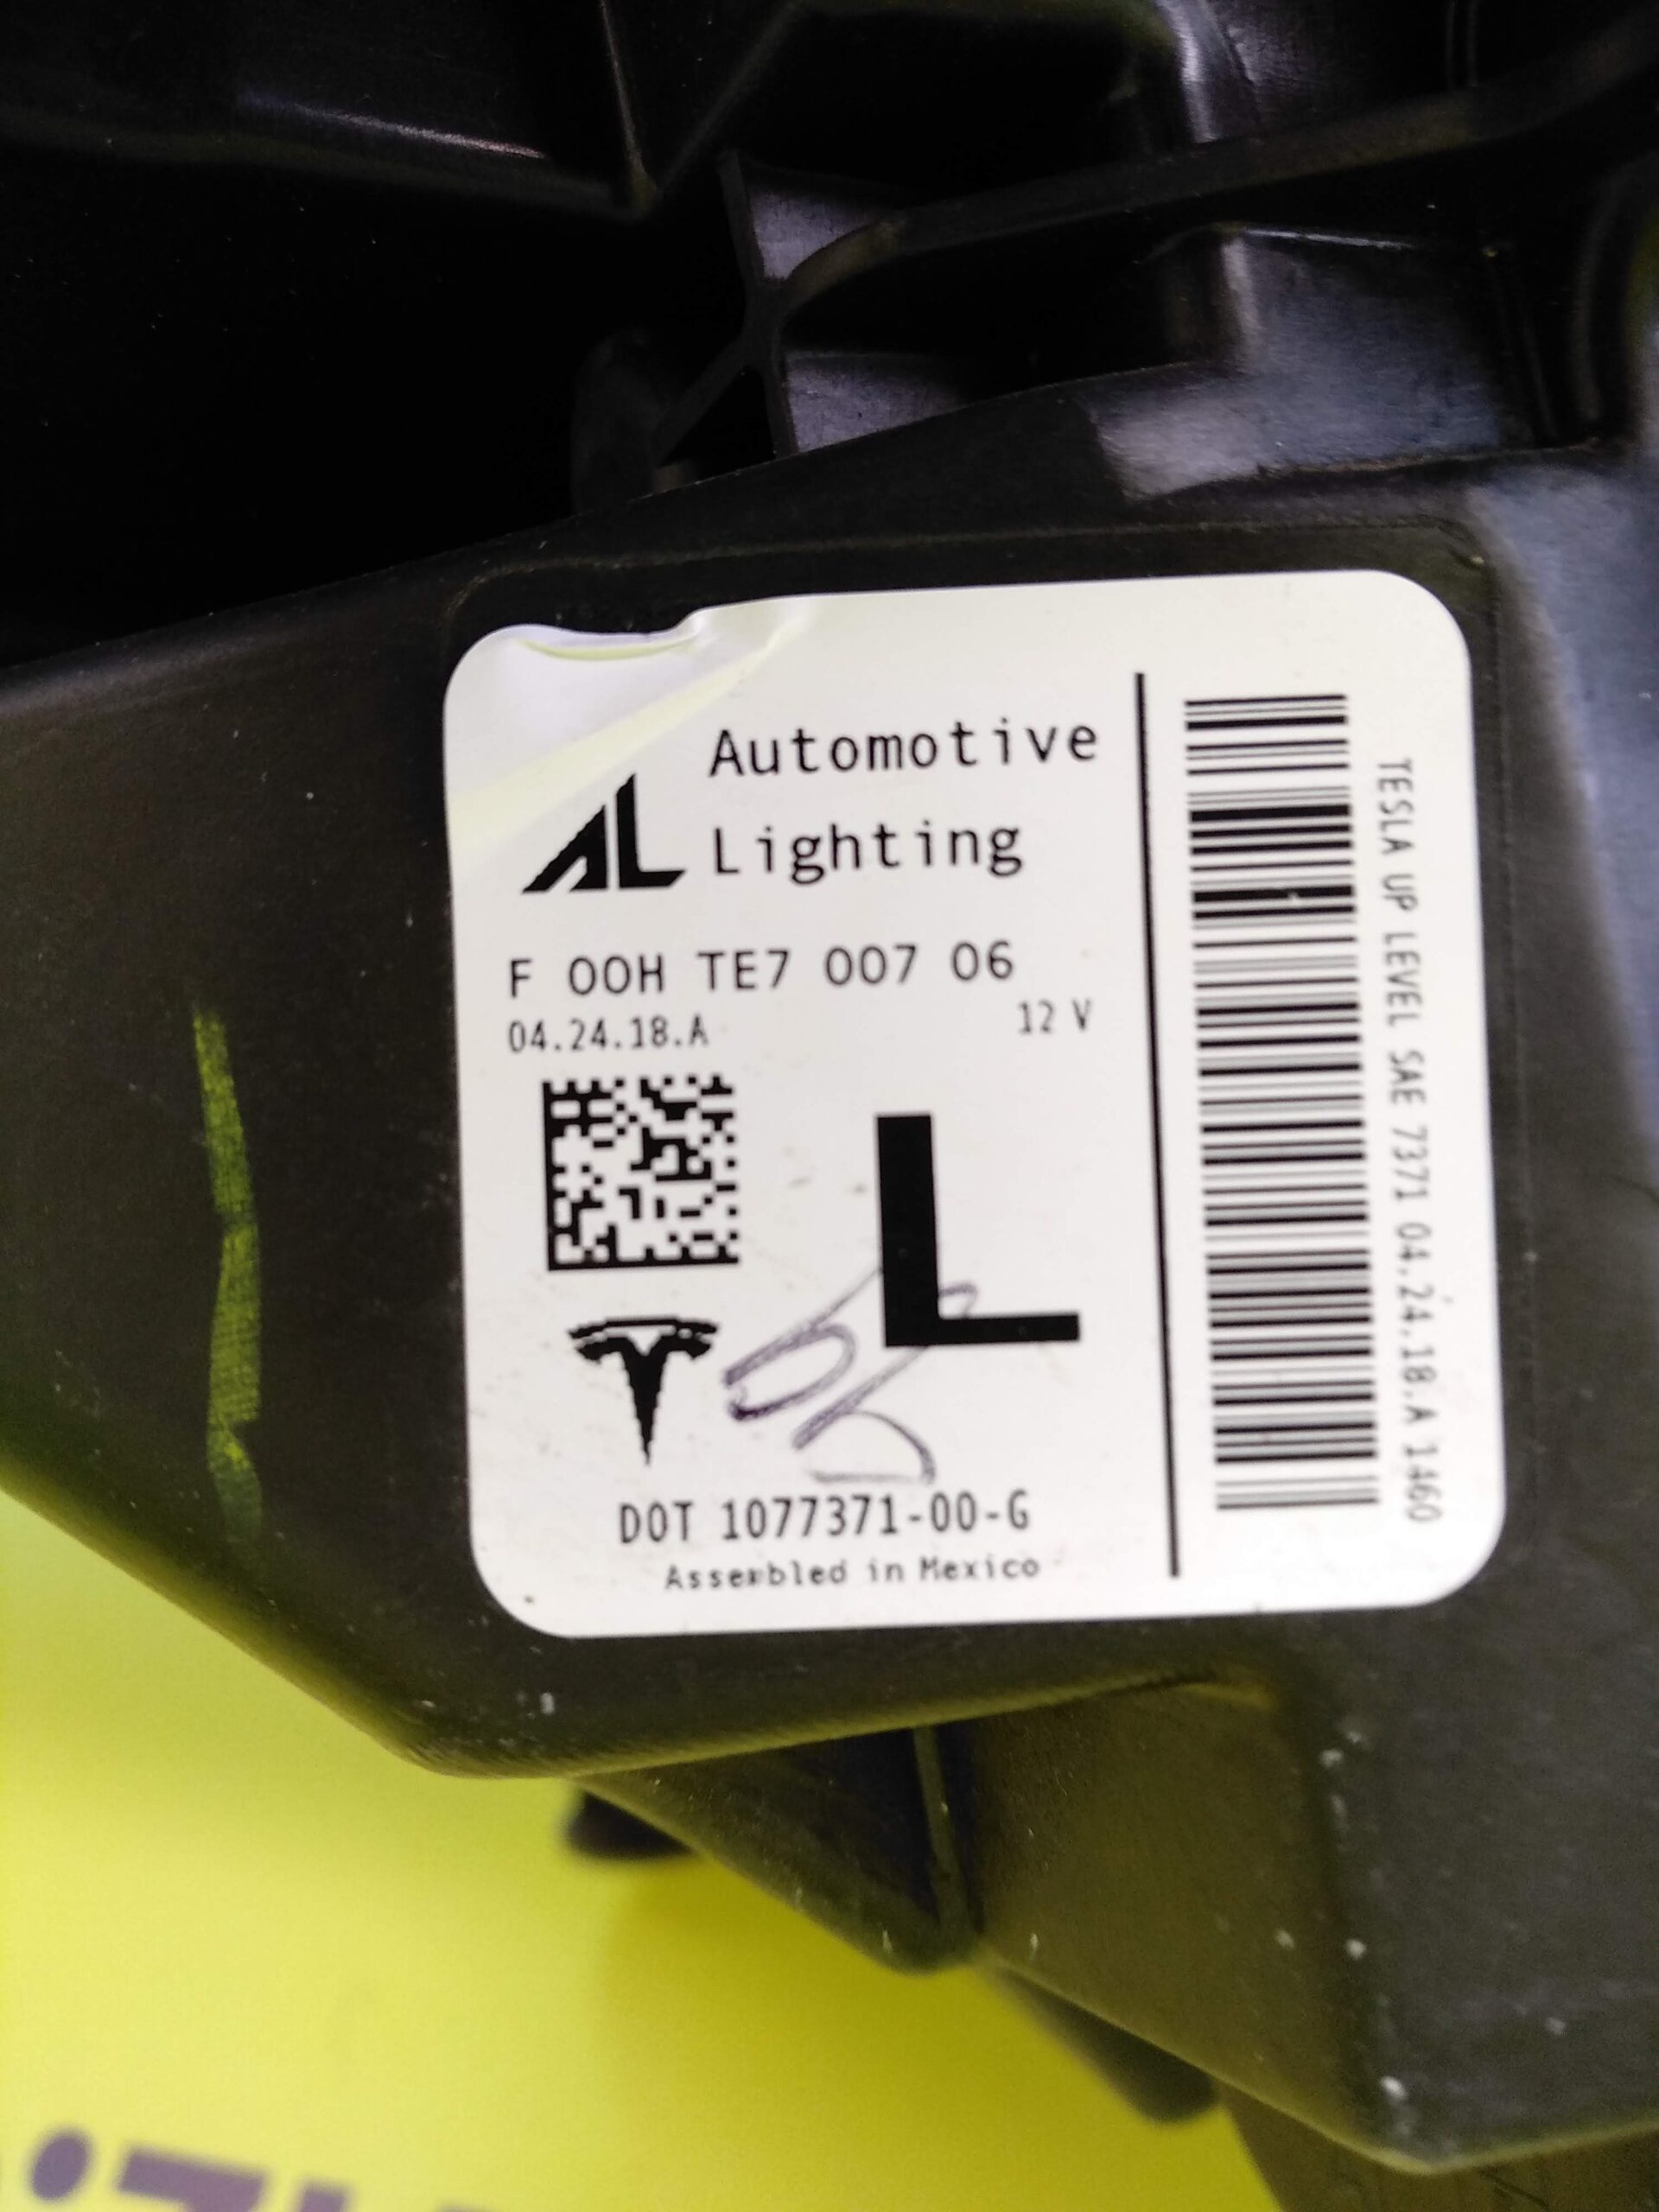 Automotive
AL Lighting
F 00H TE7 007 06
04.24.18.A 12 V
L
DOT 1077371-00-G
Assembled in Mexico
TESLA UP LEVEL SAE 7371 04.24.18.A 1460